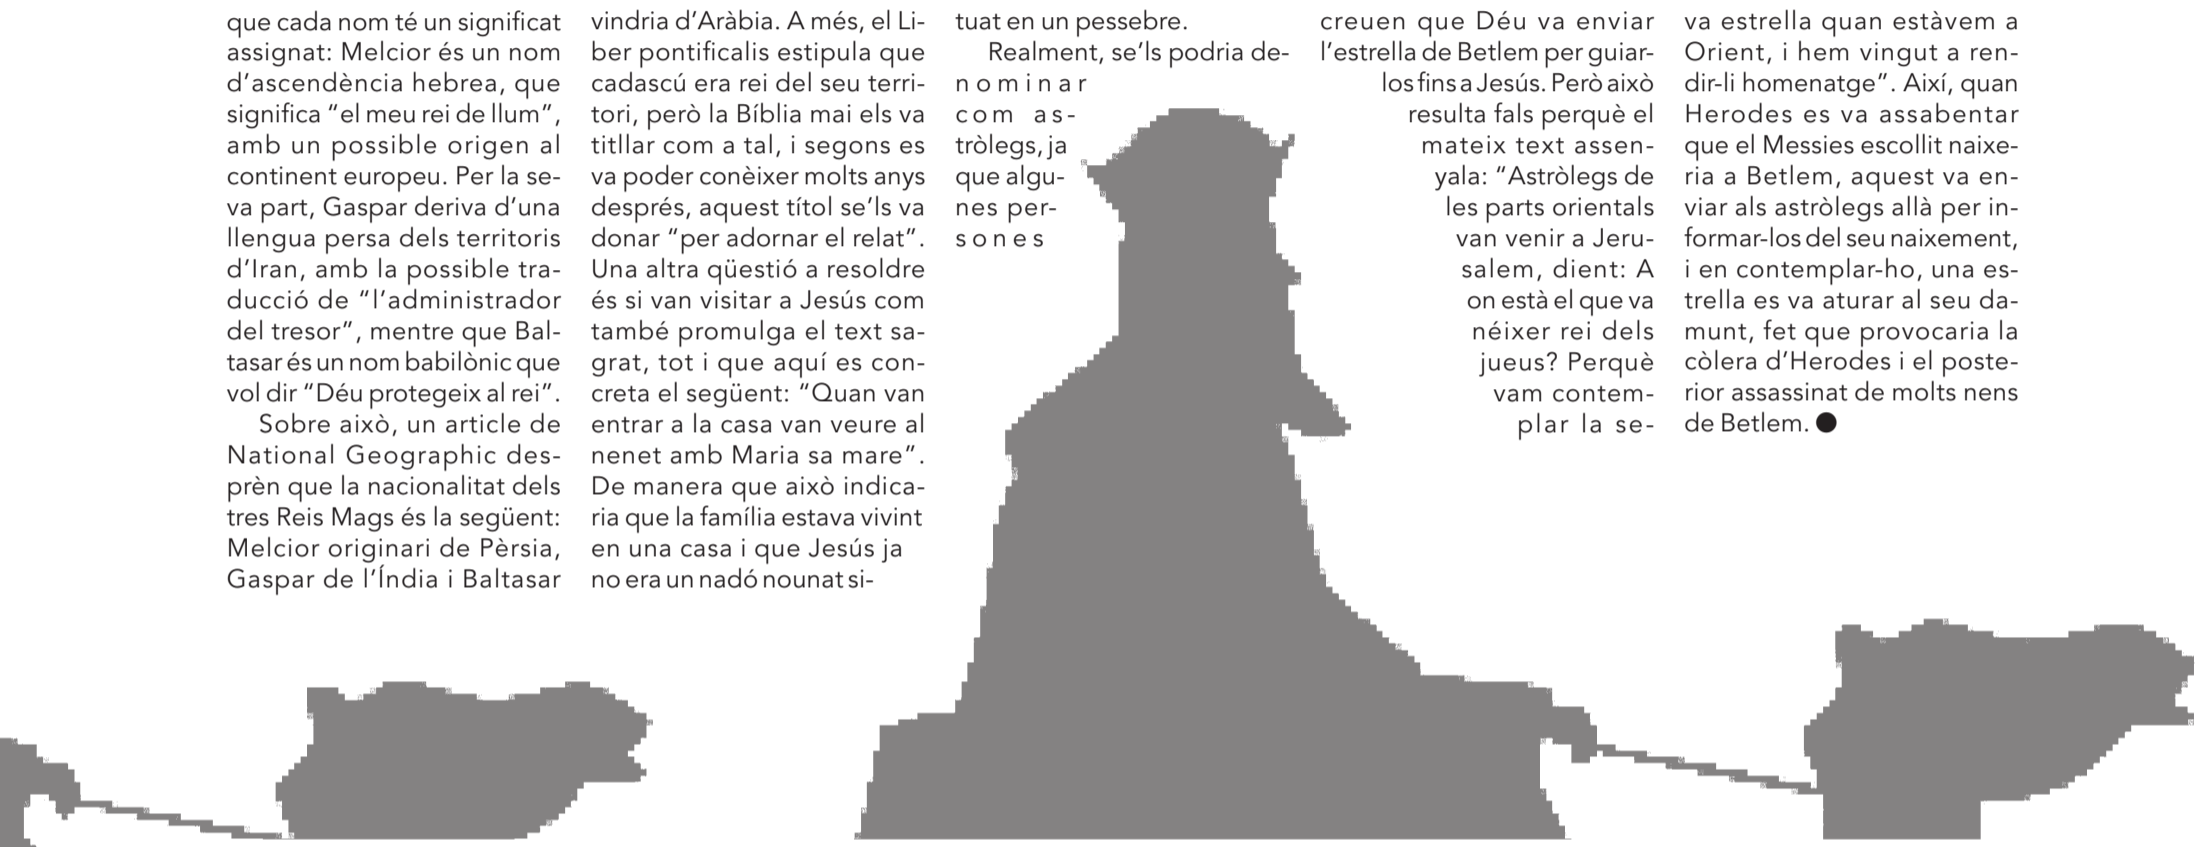 que cada nom té un significat
assignat: Melcior és un nom
d’ascendència hebrea, que
significa “el meu rei de llum”,
amb un possible origen al
continent europeu. Per la se-
va part, Gaspar deriva d’una
llengua persa dels territoris
d’Iran, amb la possible tra-
ducció de “l’administrador
del tresor”, mentre que Bal-
tasar és un nom babilònic que
vol dir “Déu protegeix al rei”.
Sobre això, un article de
National Geographic des-
prèn que la nacionalitat dels
tres Reis Mags és la següent:
Melcior originari de Pèrsia,
Gaspar de l’Índia i Baltasar
vindria d’Aràbia. A més, el Li-
ber pontificalis estipula que
cadascú era rei del seu terri-
tori, però la Bíblia mai els va
titllar com a tal, i segons es
va poder conèixer molts anys
després, aquest títol se’ls va
donar “per adornar el relat”.
Una altra qüestió a resoldre
és si van visitar a Jesús com
també promulga el text sa-
grat, tot i que aquí es con-
creta el següent: “Quan van
entrar a la casa van veure al
nenet amb Maria sa mare”.
De manera que això indica-
ria que la família estava vivint
en una casa i que Jesús ja
no era un nadó nounat si-
tuat en un pessebre.
Realment, se’ls podria de-
nominar
com as-
tròlegs, ja
que algu-
nes per-
sones
creuen que Déu va enviar
l’estrella de Betlem per guiar-
los fins a Jesús. Però això
resulta fals perquè el
mateix text assen-
yala: “Astròlegs de
les parts orientals
van venir a Jeru-
salem, dient: A
on està el que va
néixer rei dels
jueus? Perquè
vam contem-
plar la se-
va estrella quan estàvem a
Orient, i hem vingut a ren-
dir-li homenatge”. Així, quan
Herodes es va assabentar
que el Messies escollit naixe-
ria a Betlem, aquest va en-
viar als astròlegs allà per in-
formar-los del seu naixement,
i en contemplar-ho, una es-
trella es va aturar al seu da-
munt, fet que provocaria la
còlera d’Herodes i el poste-
rior assassinat de molts nens
de Betlem. ●